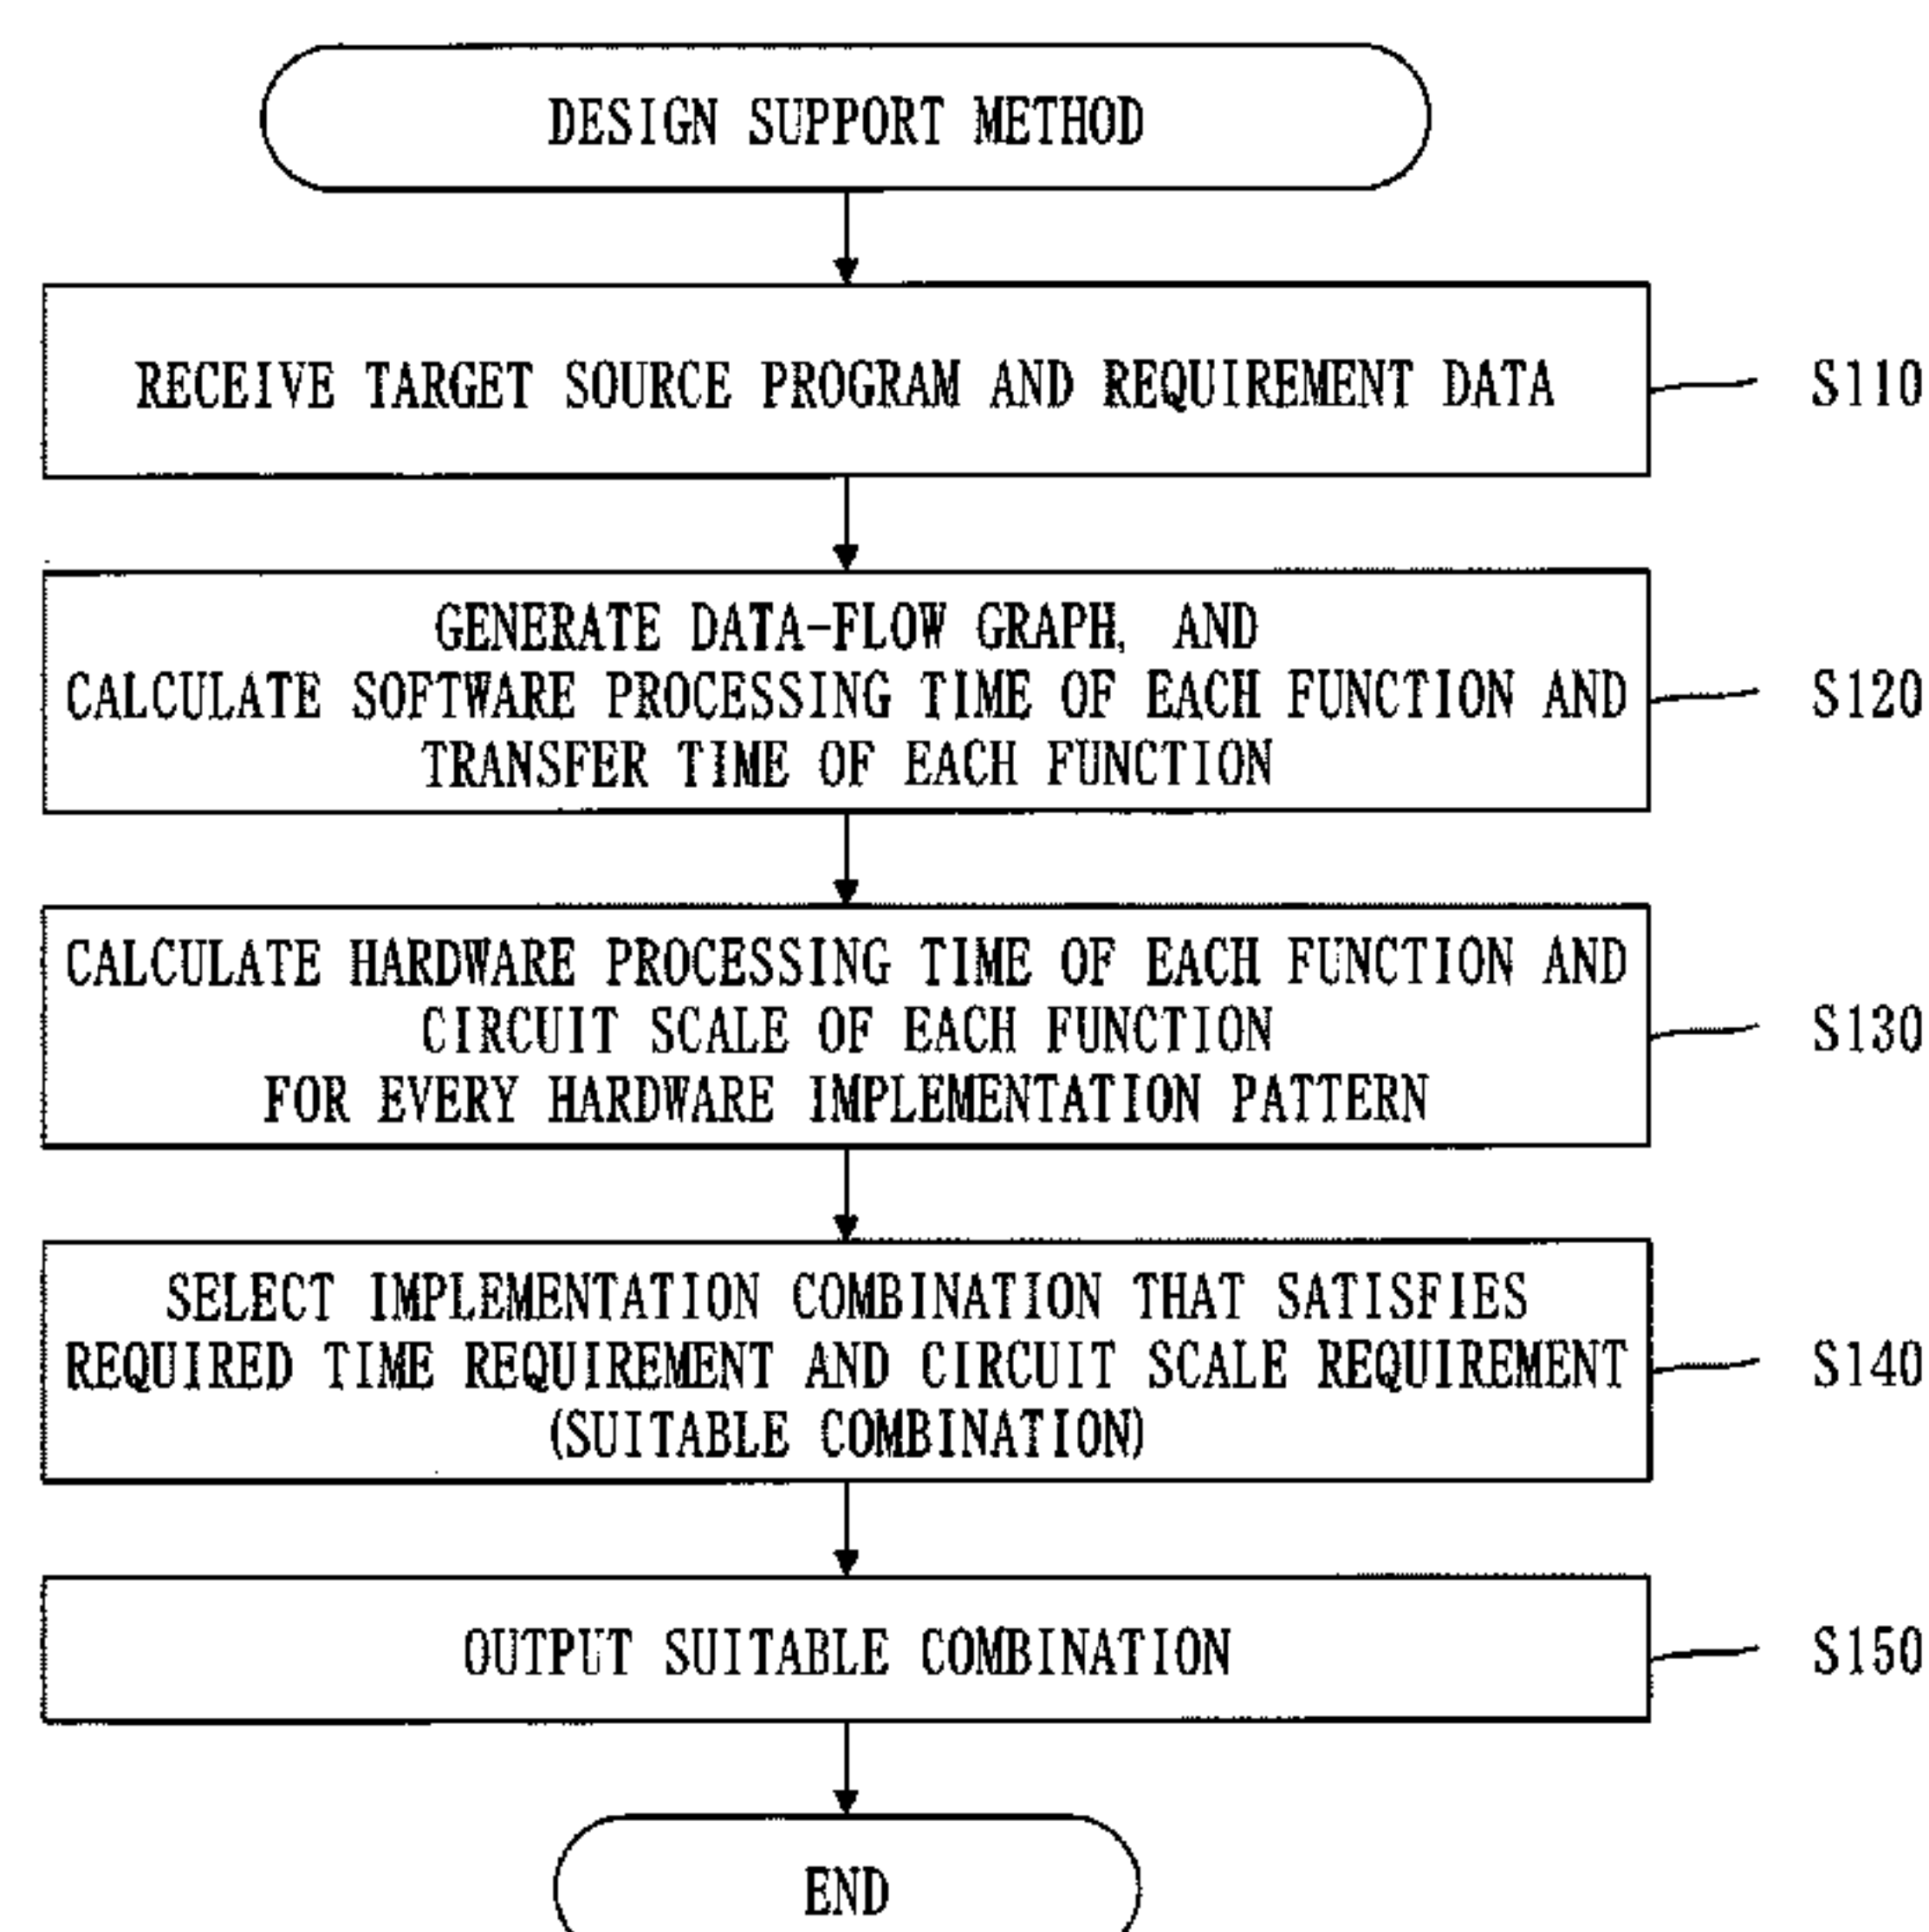 DESIGN SUPPORT METHOD
RECEIVE TARGET SOURCE PROGRAM AND REQUIREMENT DATA
S110
GENERATE DATA-FLOW GRAPH, AND
CALCULATE SOFTWARE PROCESSING TIME OF EACH FUNCTION AND
TRANSFER TIME OF EACH FUNCTION
S120
CALCULATE HARDWARE PROCESSING TIME OF EACH FUNCTION AND
CIRCUIT SCALE OF EACH FUNCTION
FOR EVERY HARDWARE IMPLEMENTATION PATTERN
S130
SELECT IMPLEMENTATION COMBINATION THAT SATISFIES
REQUIRED TIME REQUIREMENT AND CIRCUIT SCALE REQUIREMENT
(SUITABLE COMBINATION)
S140
OUTPUT SUITABLE COMBINATION
S150
END